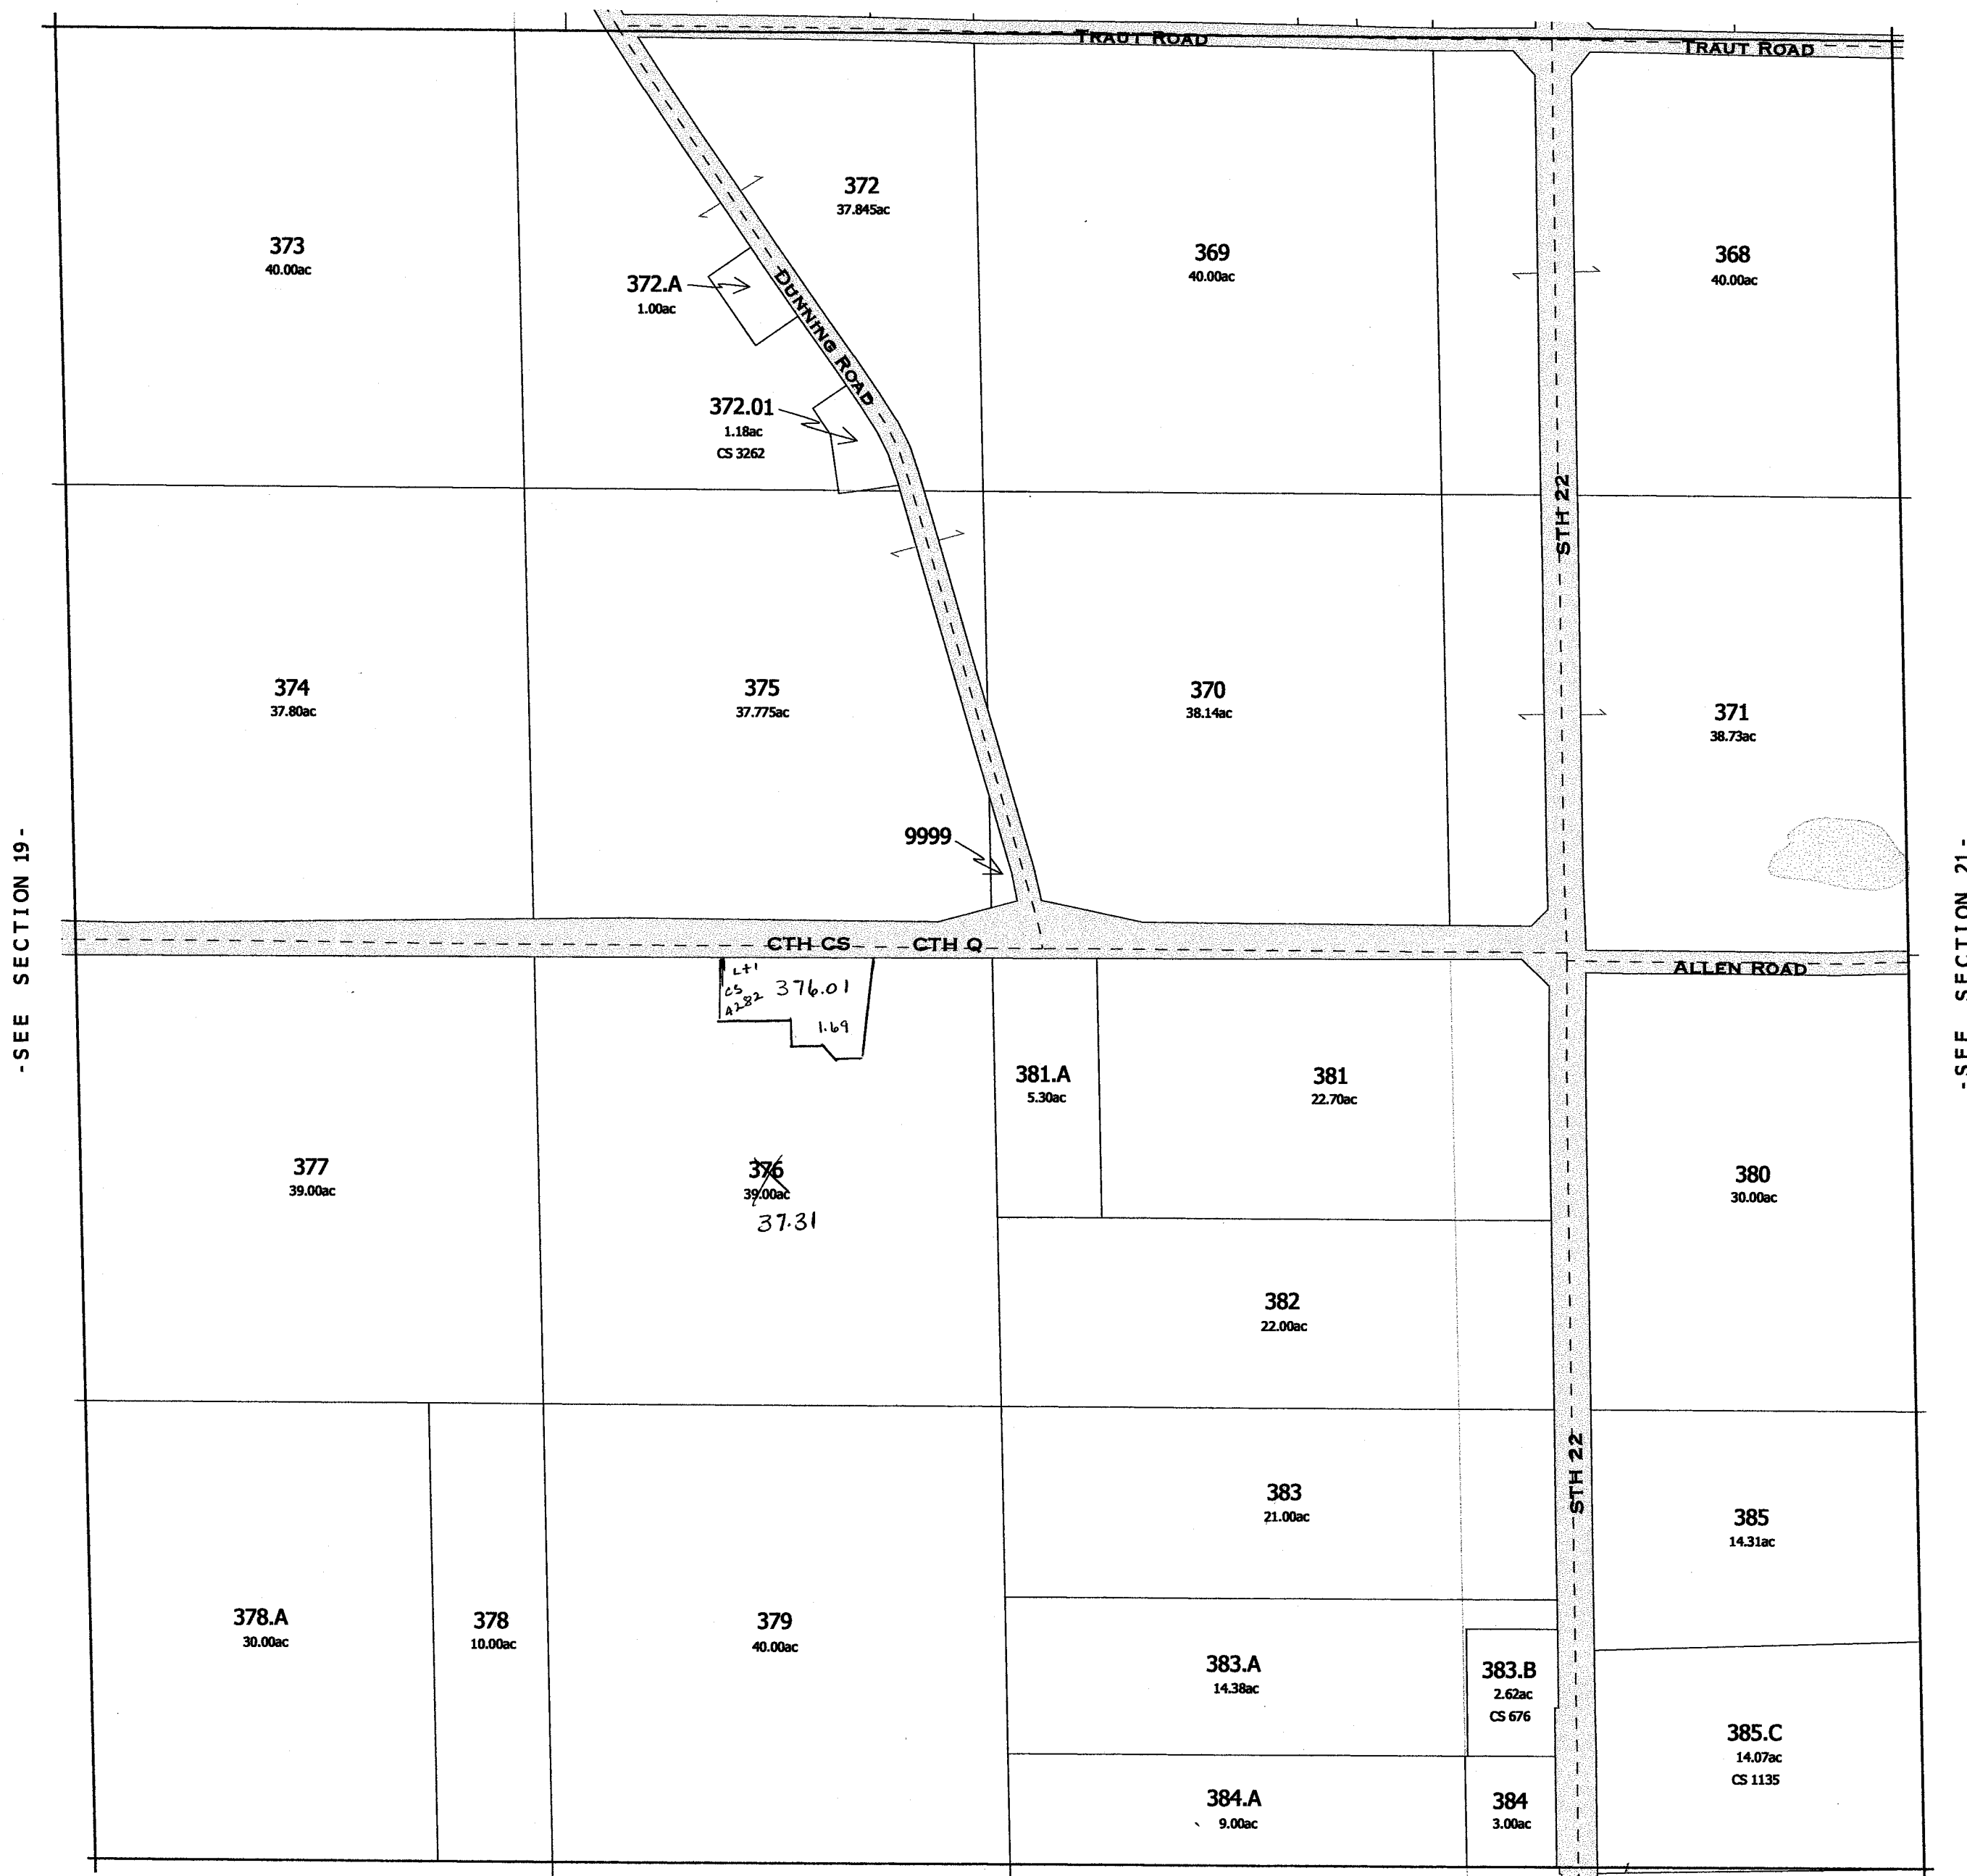 TRAUT ROAD
TRAUT ROAD
372
37.845ac
373
40.00ac
369
40.00ac
368
40.00ac
372.A
1.00ac
DUNNING ROAD
372.01
1.18ac
CS 3262
STH 22
374
37.80ac
375
37.775ac
370
38.14ac
371
38.73ac
9999
-SEE SECTION 19-
-SEE SECTION 21-
CTH CS
CTH Q
ALLEN ROAD
Lt 1
CS
A282
376.01
1.69
381.A
5.30ac
381
22.70ac
377
39.00ac
376
39.00ac
37.31
380
30.00ac
382
22.00ac
STH 22
383
21.00ac
385
14.31ac
378.A
30.00ac
378
10.00ac
379
40.00ac
383.A
14.38ac
383.B
2.62ac
CS 676
385.C
14.07ac
CS 1135
384.A
9.00ac
384
3.00ac